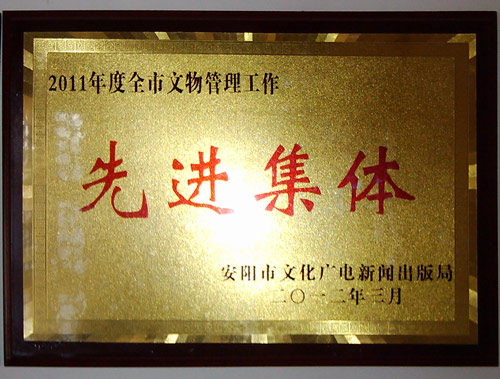 2011年度全市文物管理工作
先进集体
安阳市文化广电新闻出版局
二〇一二年三月